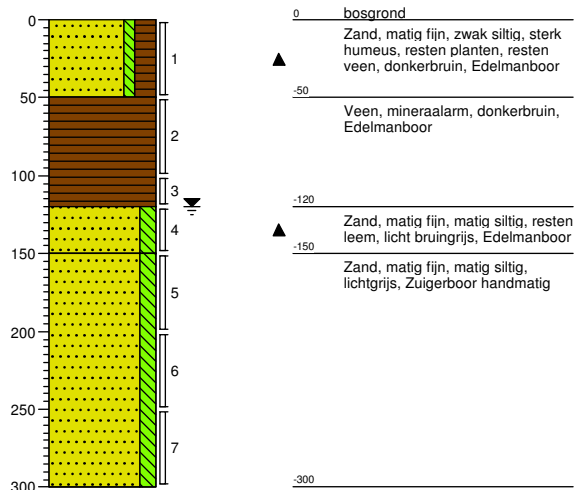 0
50
100
150
200
250
300
1
2
3
4
5
6
7
0 bosgrond
Zand, matig fijn, zwak siltig, sterk
humeus, resten planten, resten
veen, donkerbruin, Edelmanboor
-50
Veen, mineraalarm, donkerbruin,
Edelmanboor
-120
Zand, matig fijn, matig siltig, resten
leem, licht bruingrijs, Edelmanboor
-150
Zand, matig fijn, matig siltig,
lichtgrijs, Zuigerboor handmatig
-300